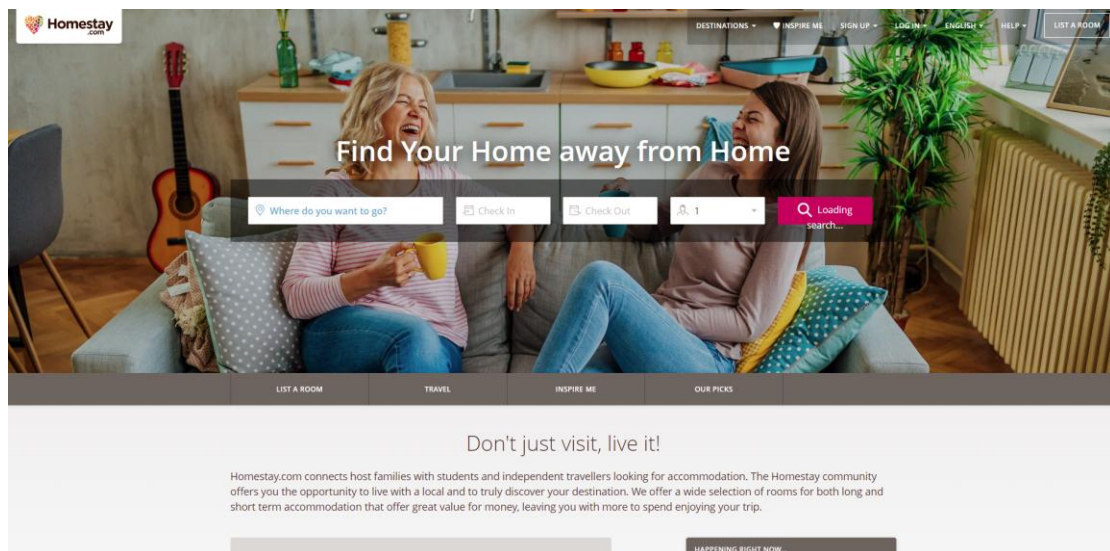 Homestay
.com
DESTINATIONS
INSPIRE ME
SIGN UP
LOG IN
ENGLISH
HELP
LIST A ROOM
Find Your Home away from Home
Where do you want to go?
Check In
Check Out
1
Loading
search...
LIST A ROOM
TRAVEL
INSPIRE ME
OUR PICKS
Don't just visit, live it!
Homestay.com connects host families with students and independent travellers looking for accommodation. The Homestay community
offers you the opportunity to live with a local and to truly discover your destination. We offer a wide selection of rooms for both long and
short term accommodation that offer great value for money, leaving you with more to spend enjoying your trip.
HAPPENING RIGHT NOW...